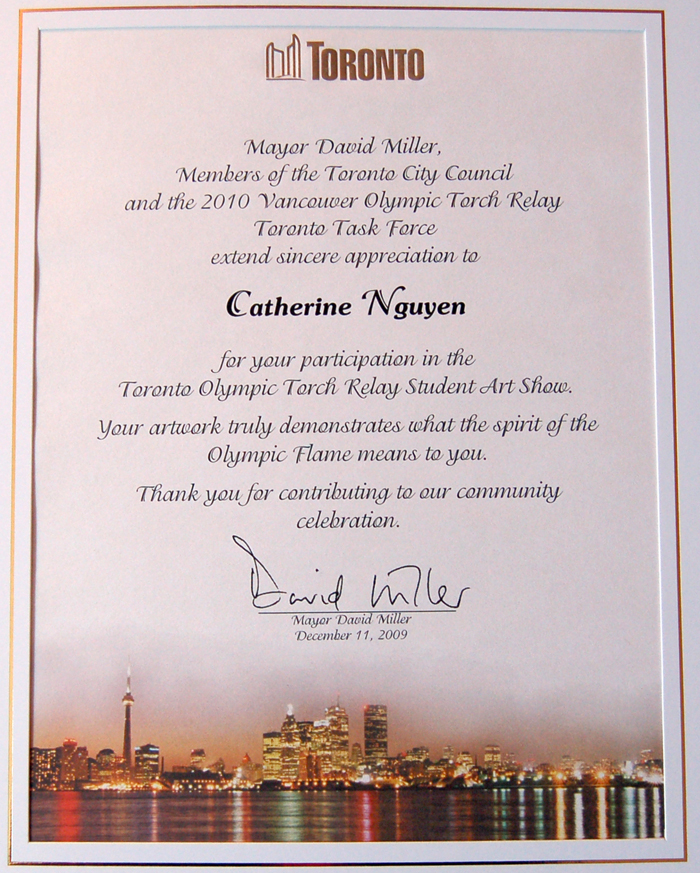 TORONTO
Mayor David Miller,
Members of the Toronto City Council
and the 2010 Vancouver Olympic Torch Relay
Toronto Task Force
extend sincere appreciation to
Catherine Nguyen
for your participation in the
Toronto Olympic Torch Relay Student Art Show.
Your artwork truly demonstrates what the spirit of the
Olympic Flame means to you.
Thank you for contributing to our community
celebration.
David Miller
Mayor David Miller
December 11, 2009